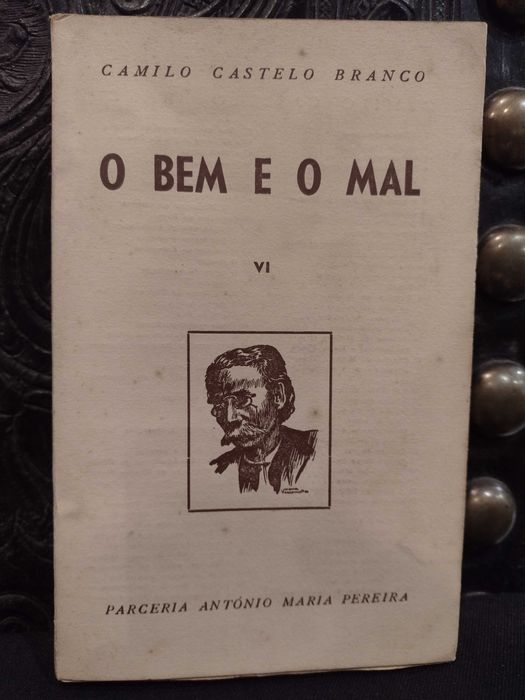 CAMILO CASTELO BRANCO
O BEM E O MAL
VI
PARCERIA ANTÓNIO MARIA PEREIRA